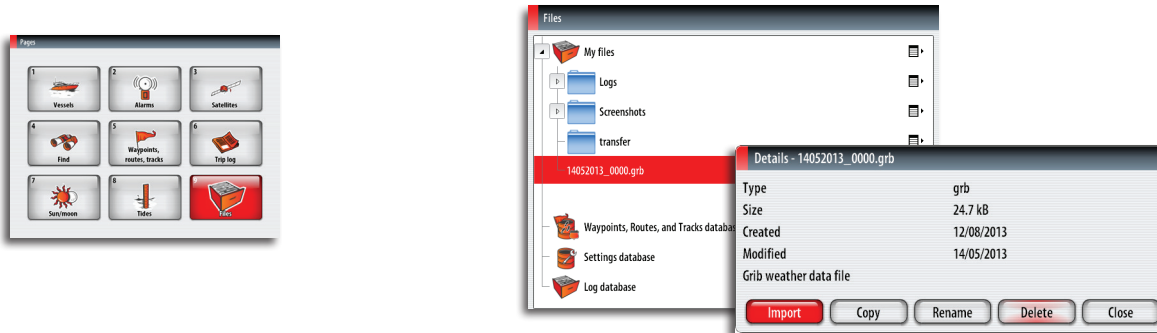 Pages
1
Vessels
2
Alarms
3
Satellites
4
Find
5
Waypoints,
routes, tracks
6
Trip log
7
Sun/moon
8
Tides
9
Files
Files
My files
Logs
Screenshots
transfer
14052013_0000.grb
Waypoints, Routes, and Tracks databas
Settings database
Log database
Details - 14052013_0000.grb
Type grb
Size 24.7 kB
Created 12/08/2013
Modified 14/05/2013
Grib weather data file
Import Copy Rename Delete Close